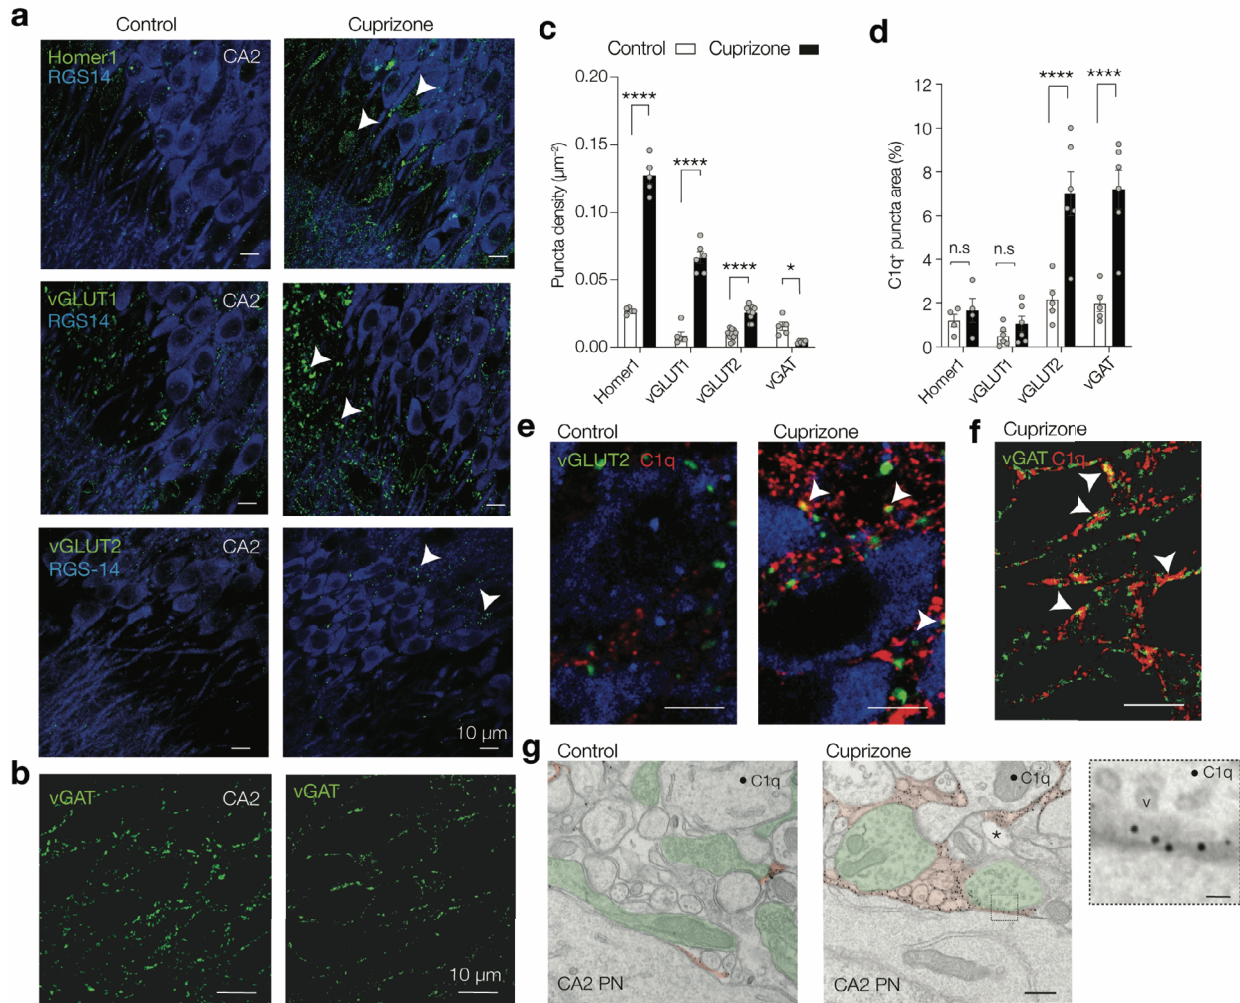 a
Control
Cuprizone
Homer1
RGS14
CA2
vGLUT1
RGS14
CA2
vGLUT2
RGS-14
CA2
10 µm
b
vGAT
CA2
vGAT
10 µm
c
Control
Cuprizone
Puncta density (µm⁻²)
0.20
0.15
0.10
0.05
0.00
****
****
****
*
Homer1
vGLUT1
vGLUT2
vGAT
d
C1q⁺ puncta area (%)
12
10
8
6
4
2
0
n.s
n.s
****
****
Homer1
vGLUT1
vGLUT2
vGAT
e
Control
Cuprizone
vGLUT2 C1q
f
Cuprizone
vGAT C1q
g
Control
Cuprizone
C1q
CA2 PN
C1q
*
CA2 PN
C1q
v